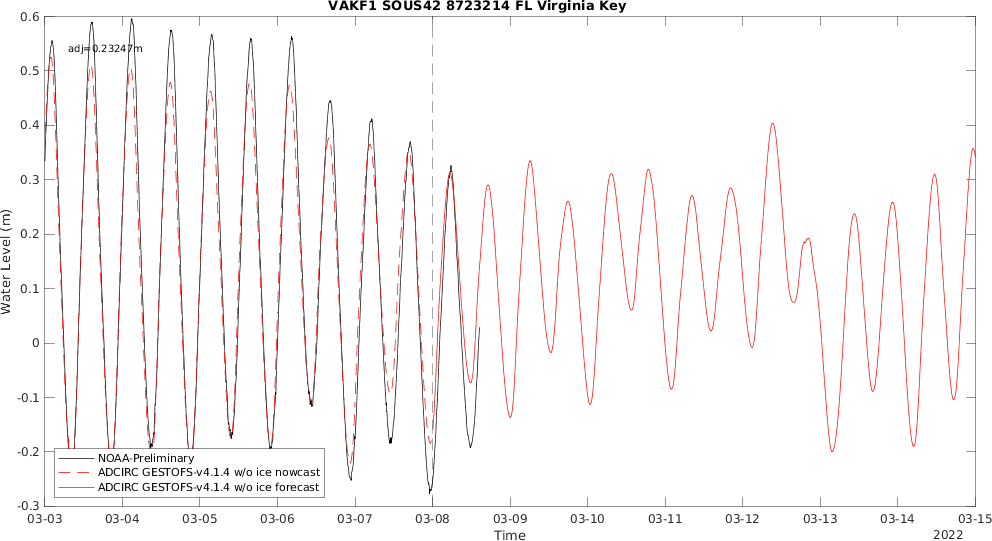 VAKF1 SOUS42 8723214 FL Virginia Key
adj=0.23247m
Water Level (m)
0.6
0.5
0.4
0.3
0.2
0.1
0
-0.1
-0.2
-0.3
NOAA-Preliminary
ADCIRC GESTOFS-v4.1.4 w/o ice nowcast
ADCIRC GESTOFS-v4.1.4 w/o ice forecast
03-03 03-04 03-05 03-06 03-07 03-08 03-09 03-10 03-11 03-12 03-13 03-14 03-15
Time
2022